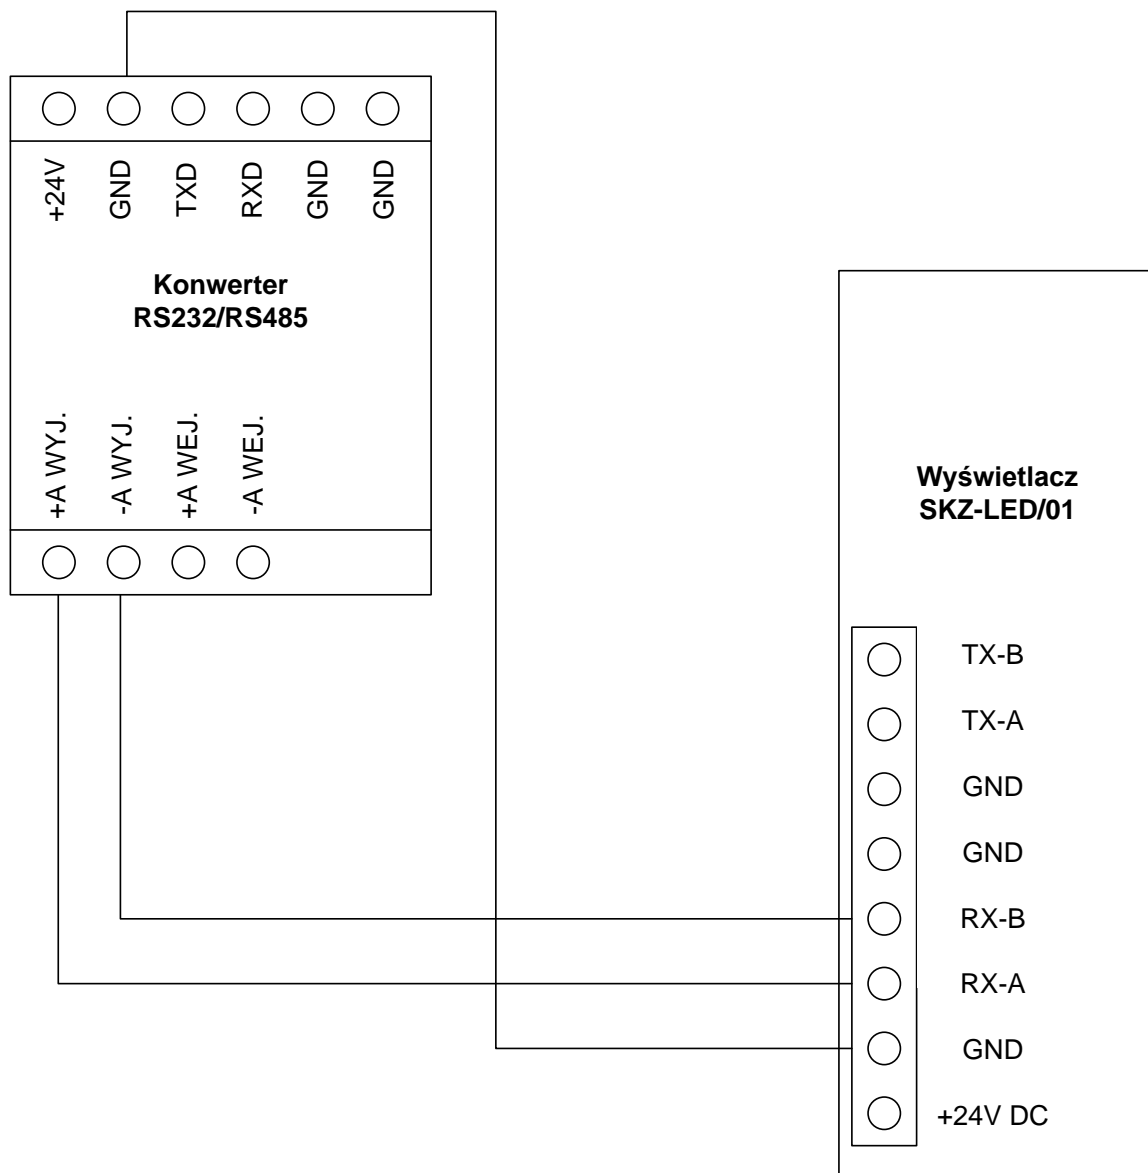 +24V
GND
TXD
RXD
GND
GND
Konwerter
RS232/RS485
+A WYJ.
-A WYJ.
+A WEJ.
-A WEJ.
Wyświetlacz
SKZ-LED/01
TX-B
TX-A
GND
GND
RX-B
RX-A
GND
+24V DC